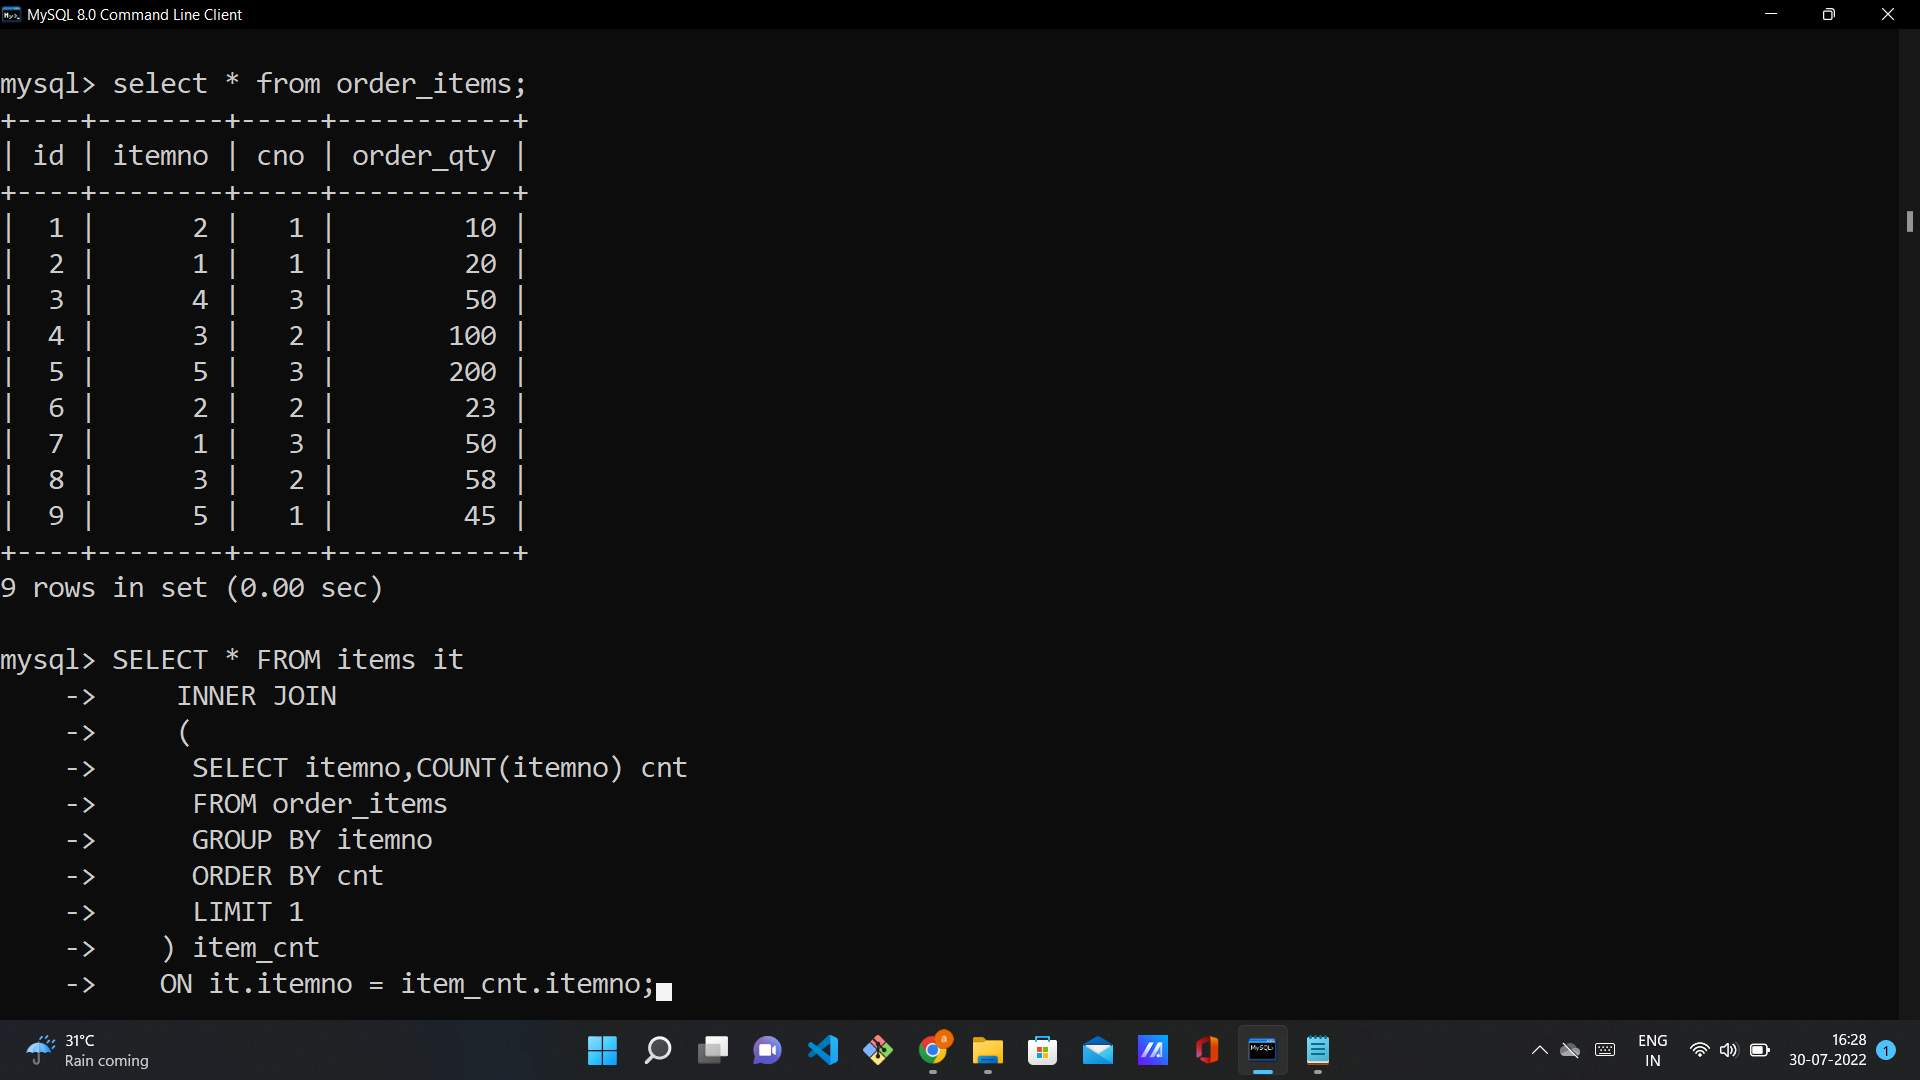 MySQL 8.0 Command Line Client
mysql> select * from order_items;
+----+--------+-----+-----------+
| id | itemno | cno | order_qty |
+----+--------+-----+-----------+
|  1 |      2 |   1 |        10 |
|  2 |      1 |   1 |        20 |
|  3 |      4 |   3 |        50 |
|  4 |      3 |   2 |       100 |
|  5 |      5 |   3 |       200 |
|  6 |      2 |   2 |        23 |
|  7 |      1 |   3 |        50 |
|  8 |      3 |   2 |        58 |
|  9 |      5 |   1 |        45 |
+----+--------+-----+-----------+
9 rows in set (0.00 sec)
mysql> SELECT * FROM items it
    ->     INNER JOIN
    ->     (
    ->      SELECT itemno,COUNT(itemno) cnt
    ->      FROM order_items
    ->      GROUP BY itemno
    ->      ORDER BY cnt
    ->      LIMIT 1
    ->    ) item_cnt
    ->    ON it.itemno = item_cnt.itemno;
31°C
Rain coming
a
MySQL
ENG
IN
16:28
30-07-2022
1